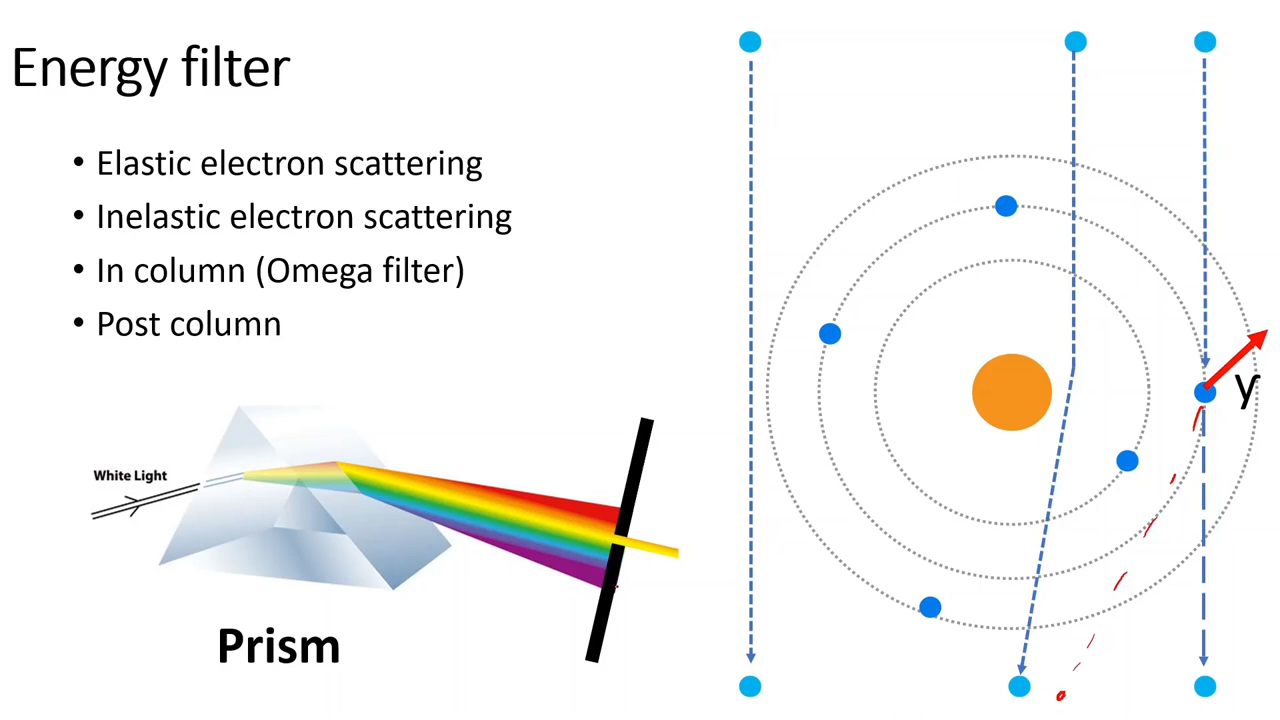 Energy filter
• Elastic electron scattering
• Inelastic electron scattering
• In column (Omega filter)
• Post column
White Light
Prism
γ